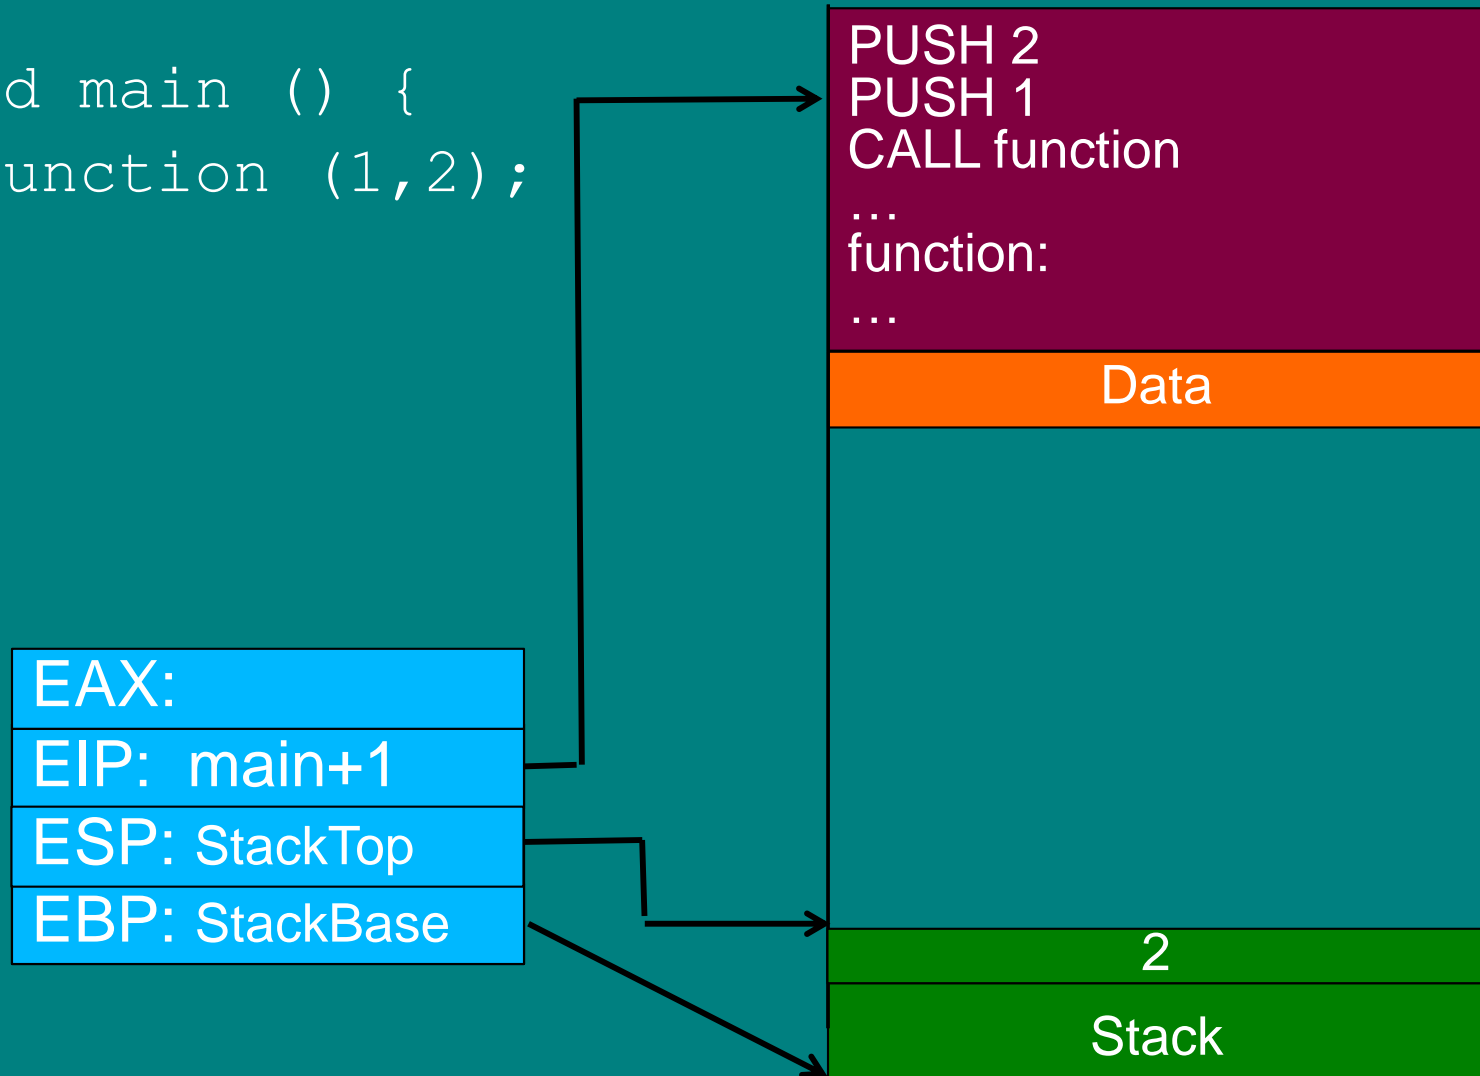 d main () {
unction (1,2);
PUSH 2
PUSH 1
CALL function
…
function:
…
Data
EAX:
EIP: main+1
ESP: StackTop
EBP: StackBase
2
Stack